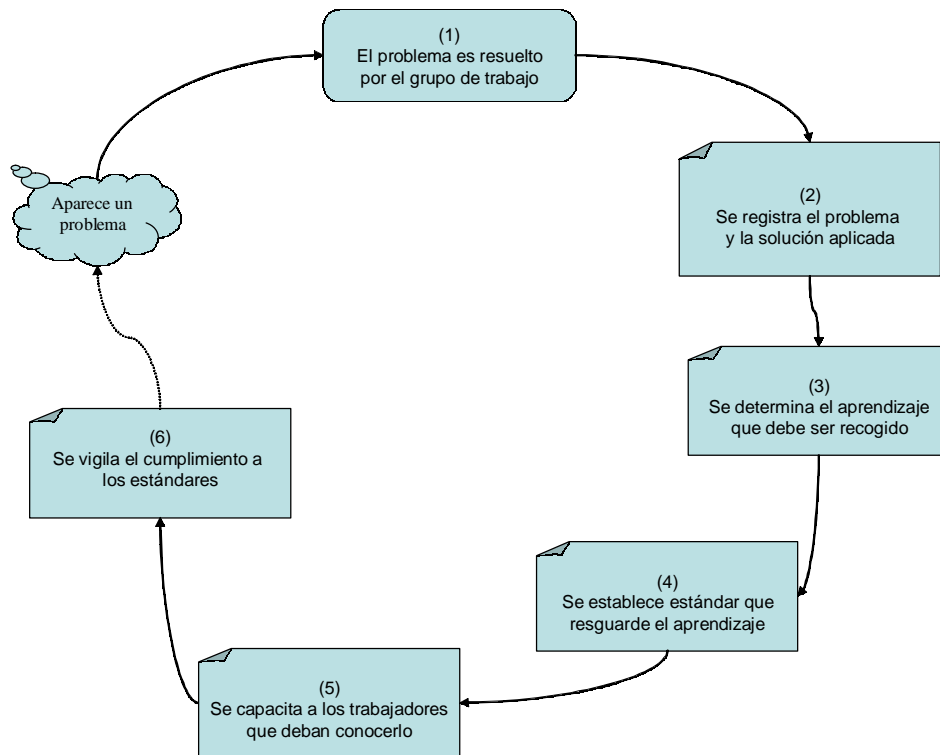 (1)
El problema es resuelto
por el grupo de trabajo
Aparece un
problema
(2)
Se registra el problema
y la solución aplicada
(3)
Se determina el aprendizaje
que debe ser recogido
(4)
Se establece estándar que
resguarde el aprendizaje
(5)
Se capacita a los trabajadores
que deban conocerlo
(6)
Se vigila el cumplimiento a
los estándares